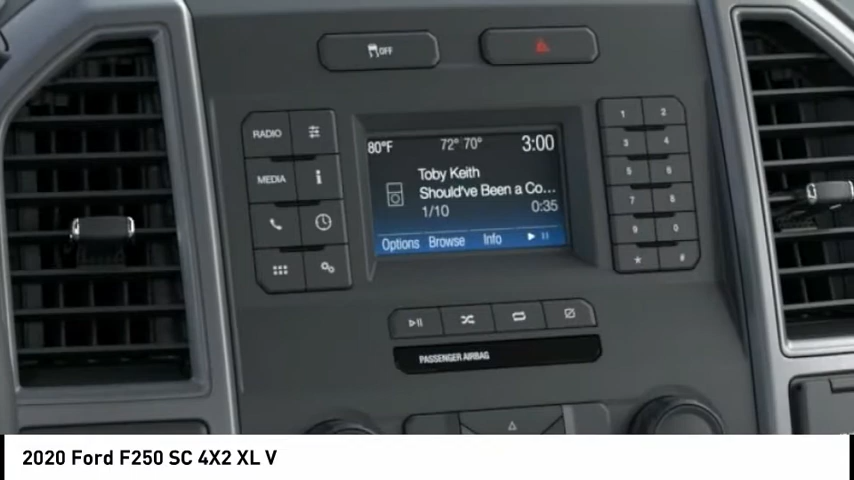 OFF
RADIO
MEDIA
80°F 72° 70° 3:00
Toby Keith
Should've Been a Co...
1/10 0:35
Options Browse Info
1 2
3 4
5 6
7 8
9 0
* #
PASSENGER AIRBAG
2020 Ford F250 SC 4X2 XL V